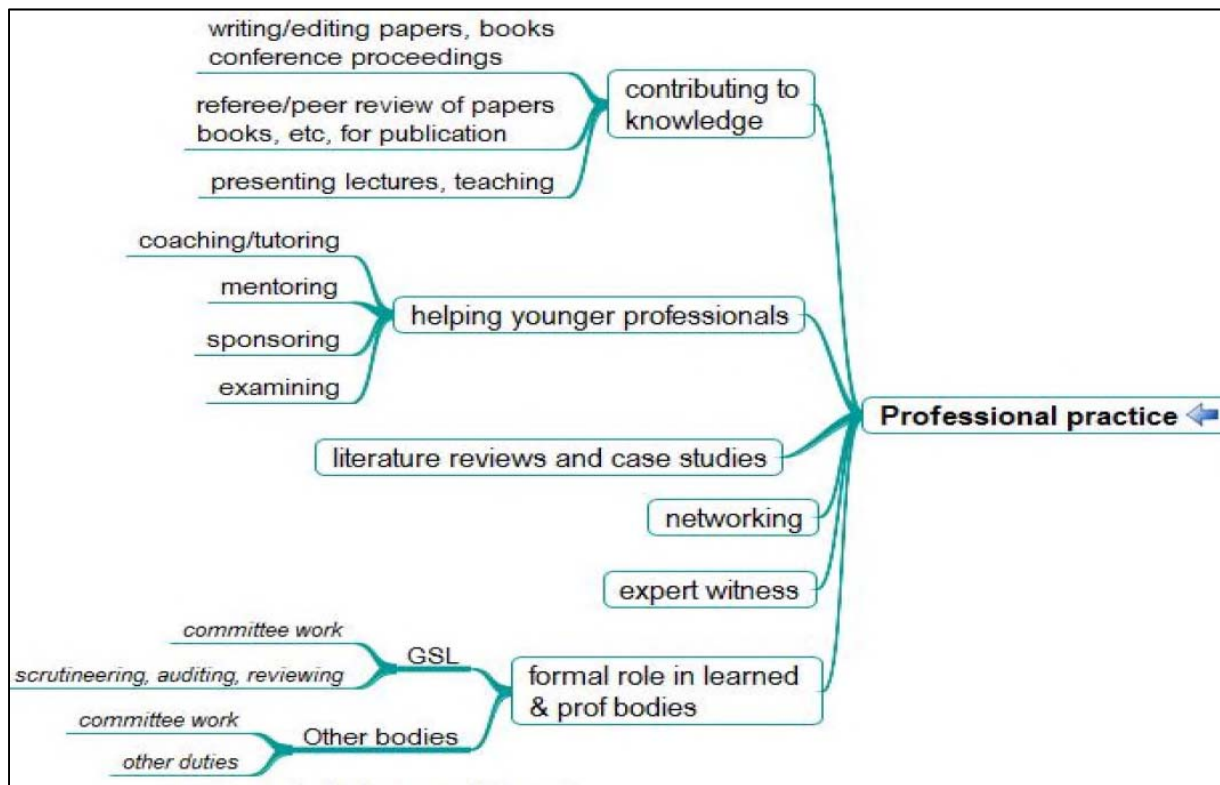 writing/editing papers, books
conference proceedings
referee/peer review of papers
books, etc, for publication
presenting lectures, teaching
contributing to
knowledge
coaching/tutoring
mentoring
sponsoring
examining
helping younger professionals
Professional practice
literature reviews and case studies
networking
expert witness
committee work
scrutineering, auditing, reviewing
GSL
committee work
other duties
Other bodies
formal role in learned
& prof bodies